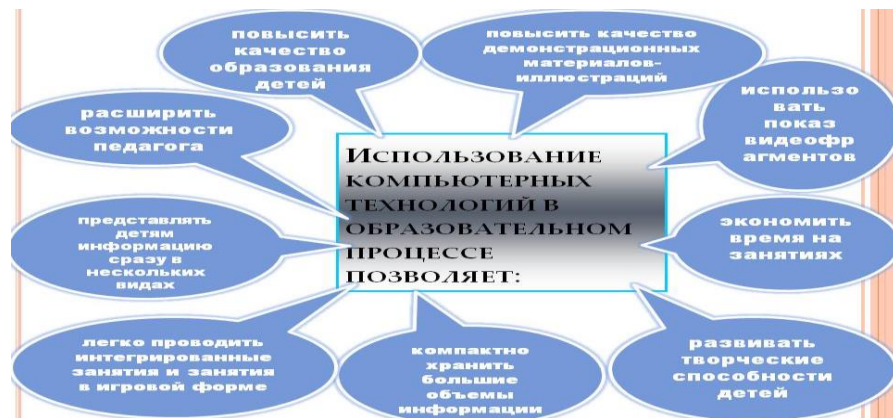 повысить
качество
образования
детей
повысить качество
демонстрационных
материалов-
иллюстраций
использо
вать
показ
видеофр
агментов
расширить
возможности
педагога
Использование
компьютерных
технологий в
образовательном
процессе
позволяет:
представлять
детям
информацию
сразу в
нескольких
видах
экономить
время на
занятиях
легко проводить
интегрированные
занятия и занятия
в игровой форме
компактно
хранить
большие
объемы
информации
развивать
творческие
способности
детей